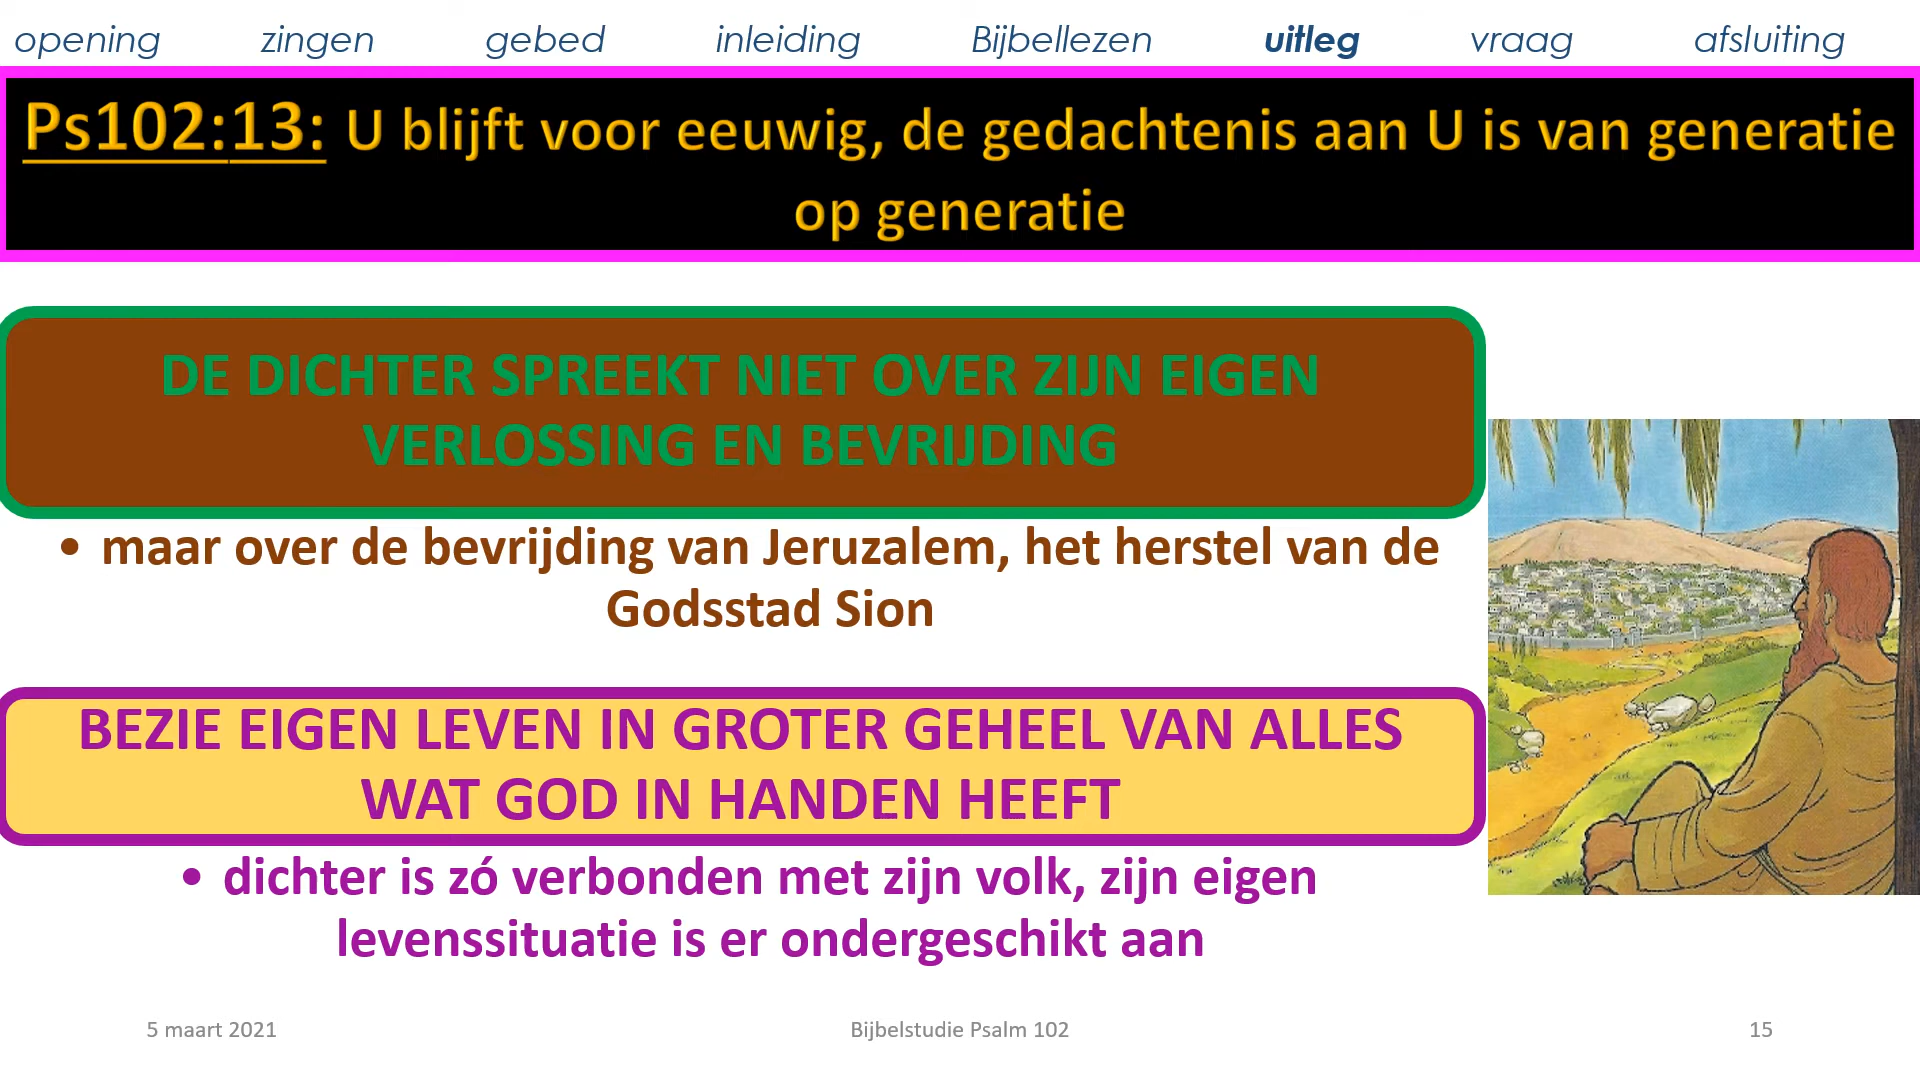 opening zingen gebed inleiding Bijbellezen uitleg vraag afsluiting
Ps102:13: U blijft voor eeuwig, de gedachtenis aan U is van generatie
op generatie
DE DICHTER SPREEKT NIET OVER ZIJN EIGEN
VERLOSSING EN BEVRIJDING
• maar over de bevrijding van Jeruzalem, het herstel van de
Godsstad Sion
BEZIE EIGEN LEVEN IN GROTER GEHEEL VAN ALLES
WAT GOD IN HANDEN HEEFT
• dichter is zó verbonden met zijn volk, zijn eigen
levenssituatie is er ondergeschikt aan
5 maart 2021 Bijbelstudie Psalm 102 15